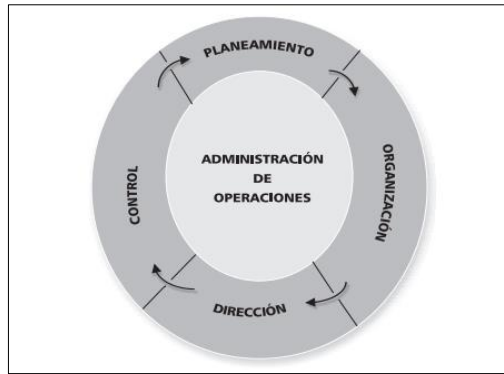 PLANEAMIENTO
ORGANIZACIÓN
DIRECCIÓN
CONTROL
ADMINISTRACIÓN
DE
OPERACIONES